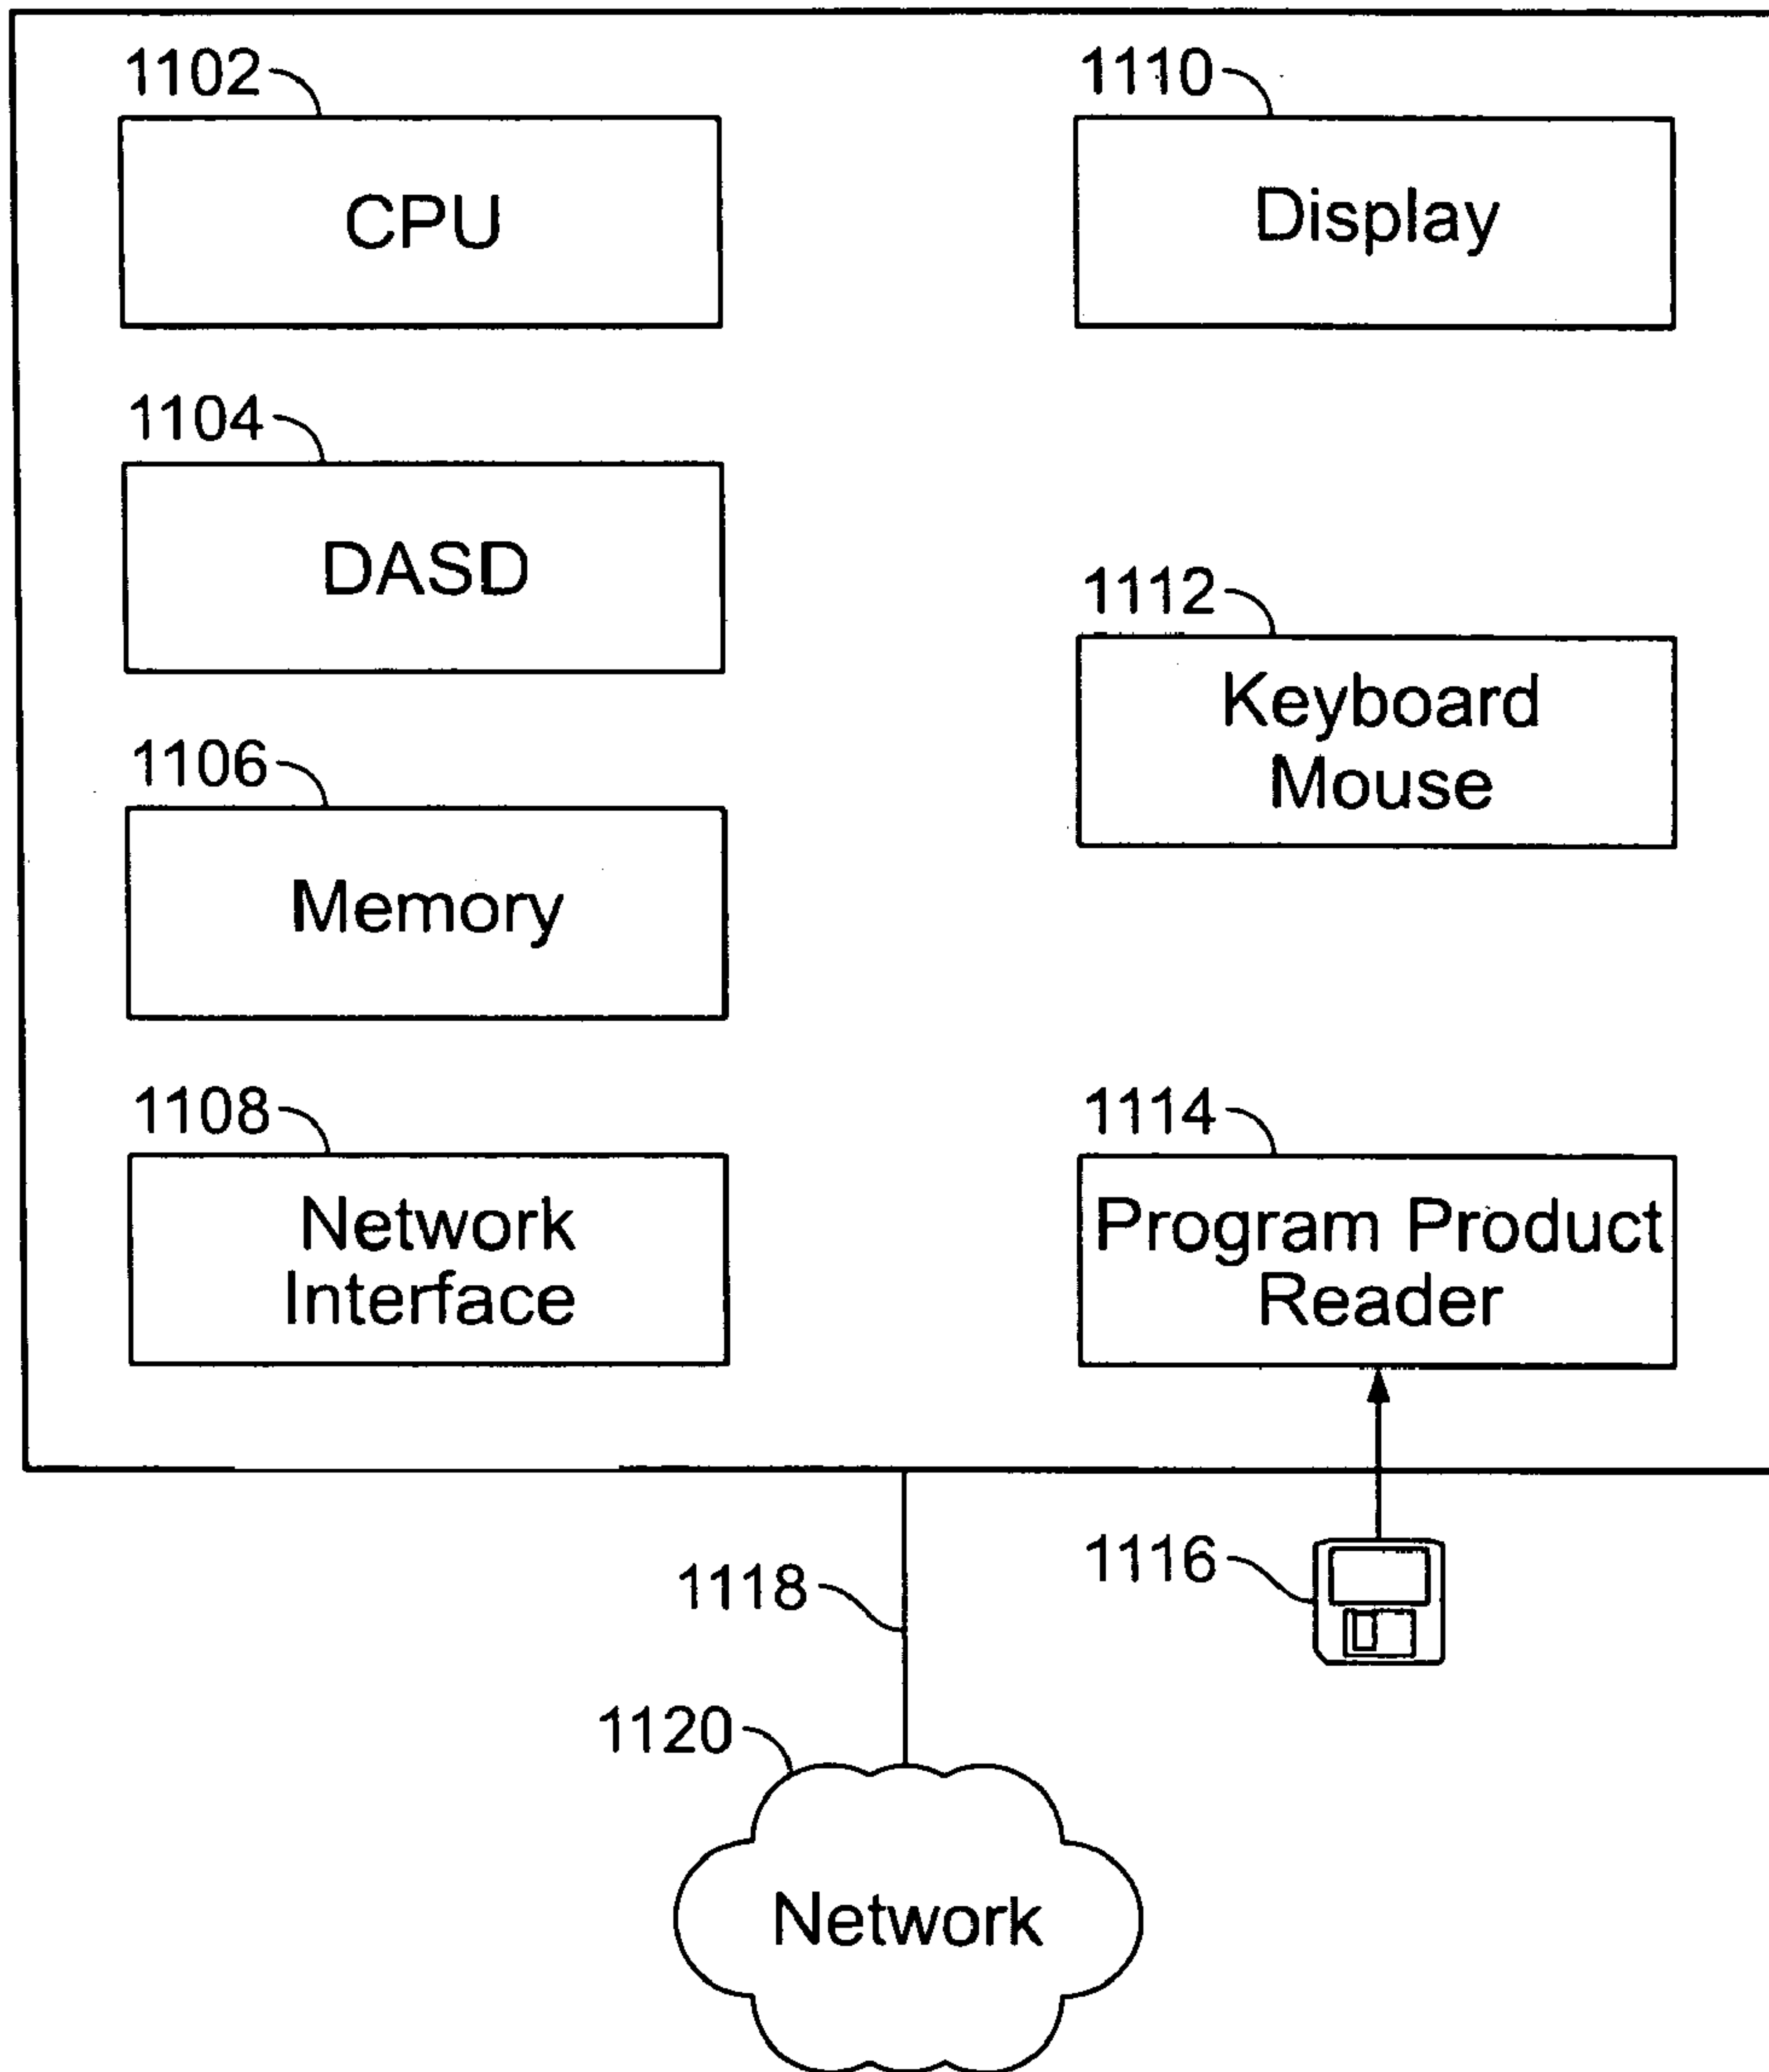 1102
CPU
1110
Display
1104
DASD
1112
Keyboard
Mouse
1106
Memory
1108
Network
Interface
1114
Program Product
Reader
1116
1118
1120
Network